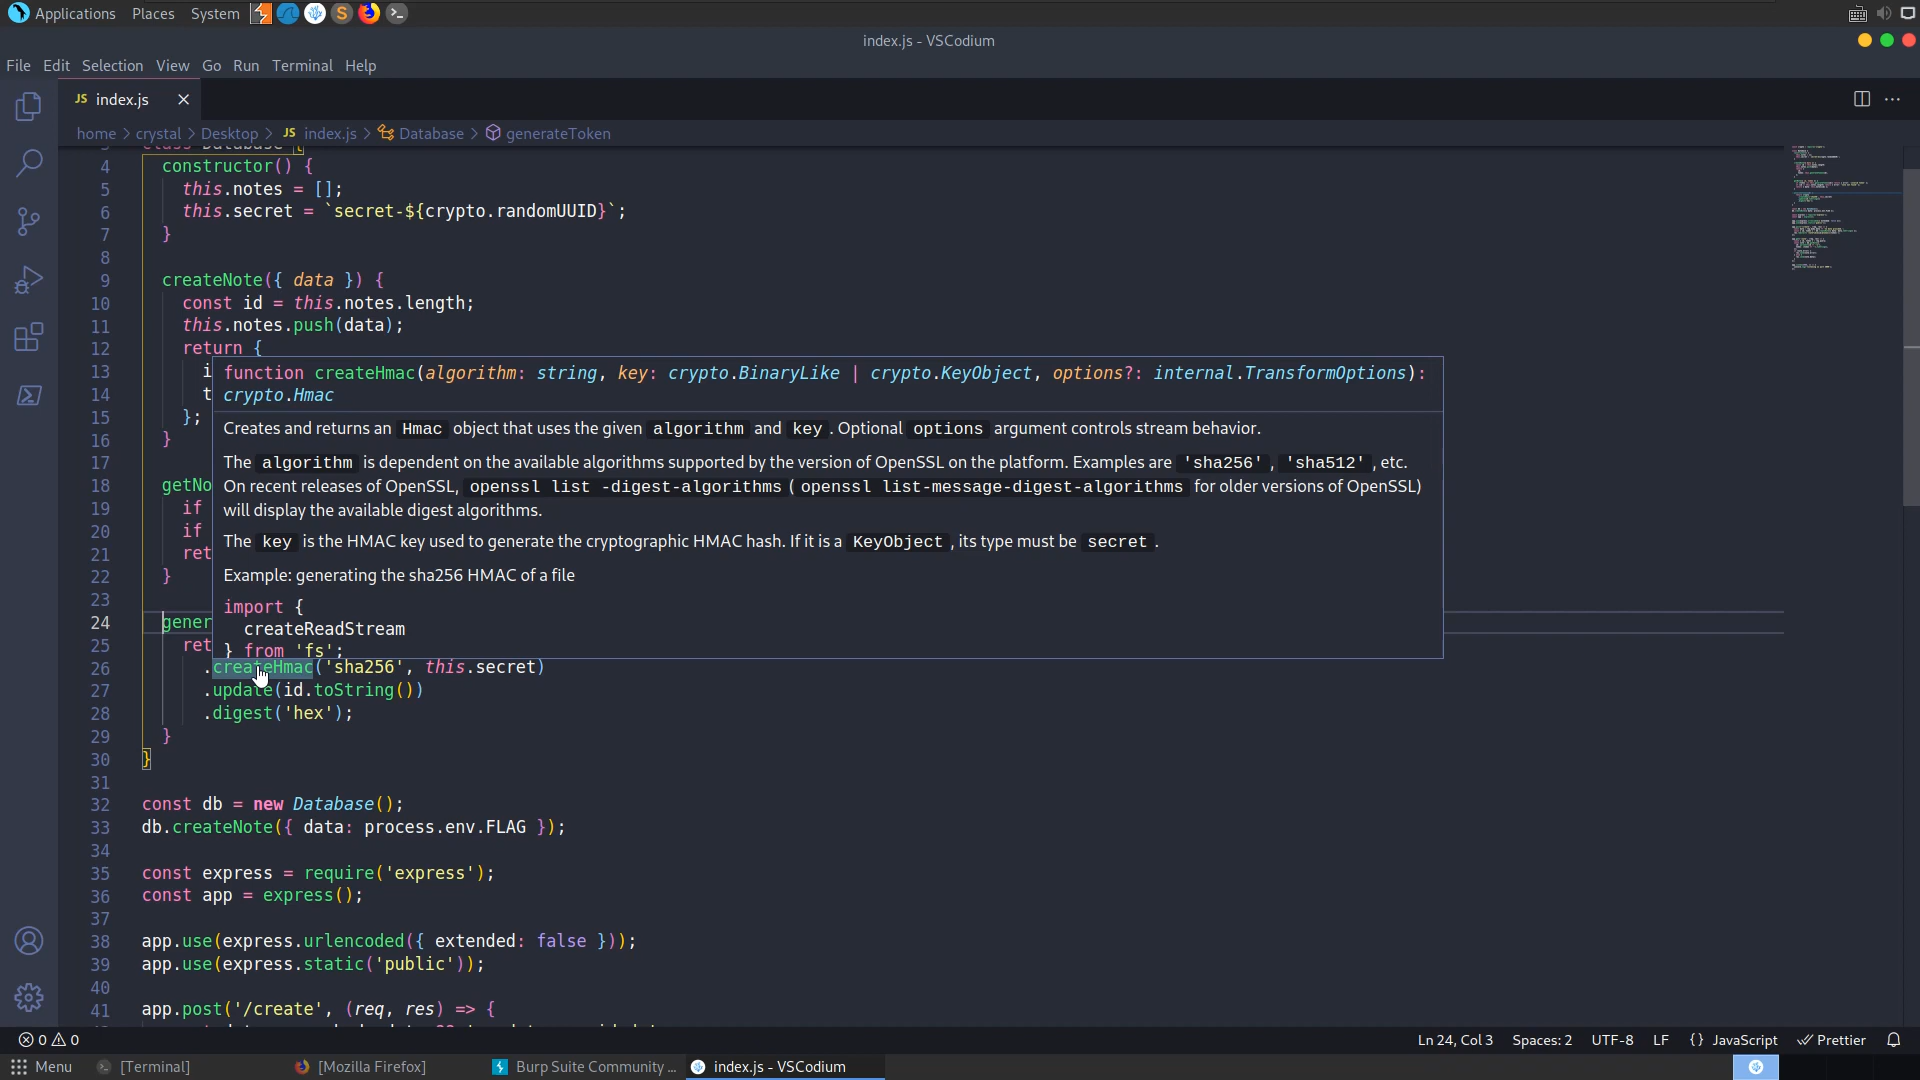 Applications Places System
index.js - VSCodium
File Edit Selection View Go Run Terminal Help
JS index.js
home > crystal > Desktop > JS index.js > Database > generateToken
3 class Database {
4 constructor() {
5 this.notes = [];
6 this.secret = `secret-${crypto.randomUUID}`;
7 }
8
9 createNote({ data }) {
10 const id = this.notes.length;
11 this.notes.push(data);
12 return {
13 i
14 t
15 };
16 }
17
18 getNo
19 if
20 if
21 ret
22 }
23
24 gener
25 ret
function createHmac(algorithm: string, key: crypto.BinaryLike | crypto.KeyObject, options?: internal.TransformOptions):
crypto.Hmac
Creates and returns an Hmac object that uses the given algorithm and key. Optional options argument controls stream behavior.
The algorithm is dependent on the available algorithms supported by the version of OpenSSL on the platform. Examples are 'sha256', 'sha512', etc.
On recent releases of OpenSSL, openssl list -digest-algorithms( openssl list-message-digest-algorithms for older versions of OpenSSL)
will display the available digest algorithms.
The key is the HMAC key used to generate the cryptographic HMAC hash. If it is a KeyObject, its type must be secret.
Example: generating the sha256 HMAC of a file
import {
createReadStream
} from 'fs';
26 .createHmac('sha256', this.secret)
27 .update(id.toString())
28 .digest('hex');
29 }
30 }
31
32 const db = new Database();
33 db.createNote({ data: process.env.FLAG });
34
35 const express = require('express');
36 const app = express();
37
38 app.use(express.urlencoded({ extended: false }));
39 app.use(express.static('public'));
40
41 app.post('/create', (req, res) => {
0 0
Ln 24, Col 3 Spaces: 2 UTF-8 LF {} JavaScript Prettier
Menu [Terminal] [Mozilla Firefox] Burp Suite Community ... index.js - VSCodium